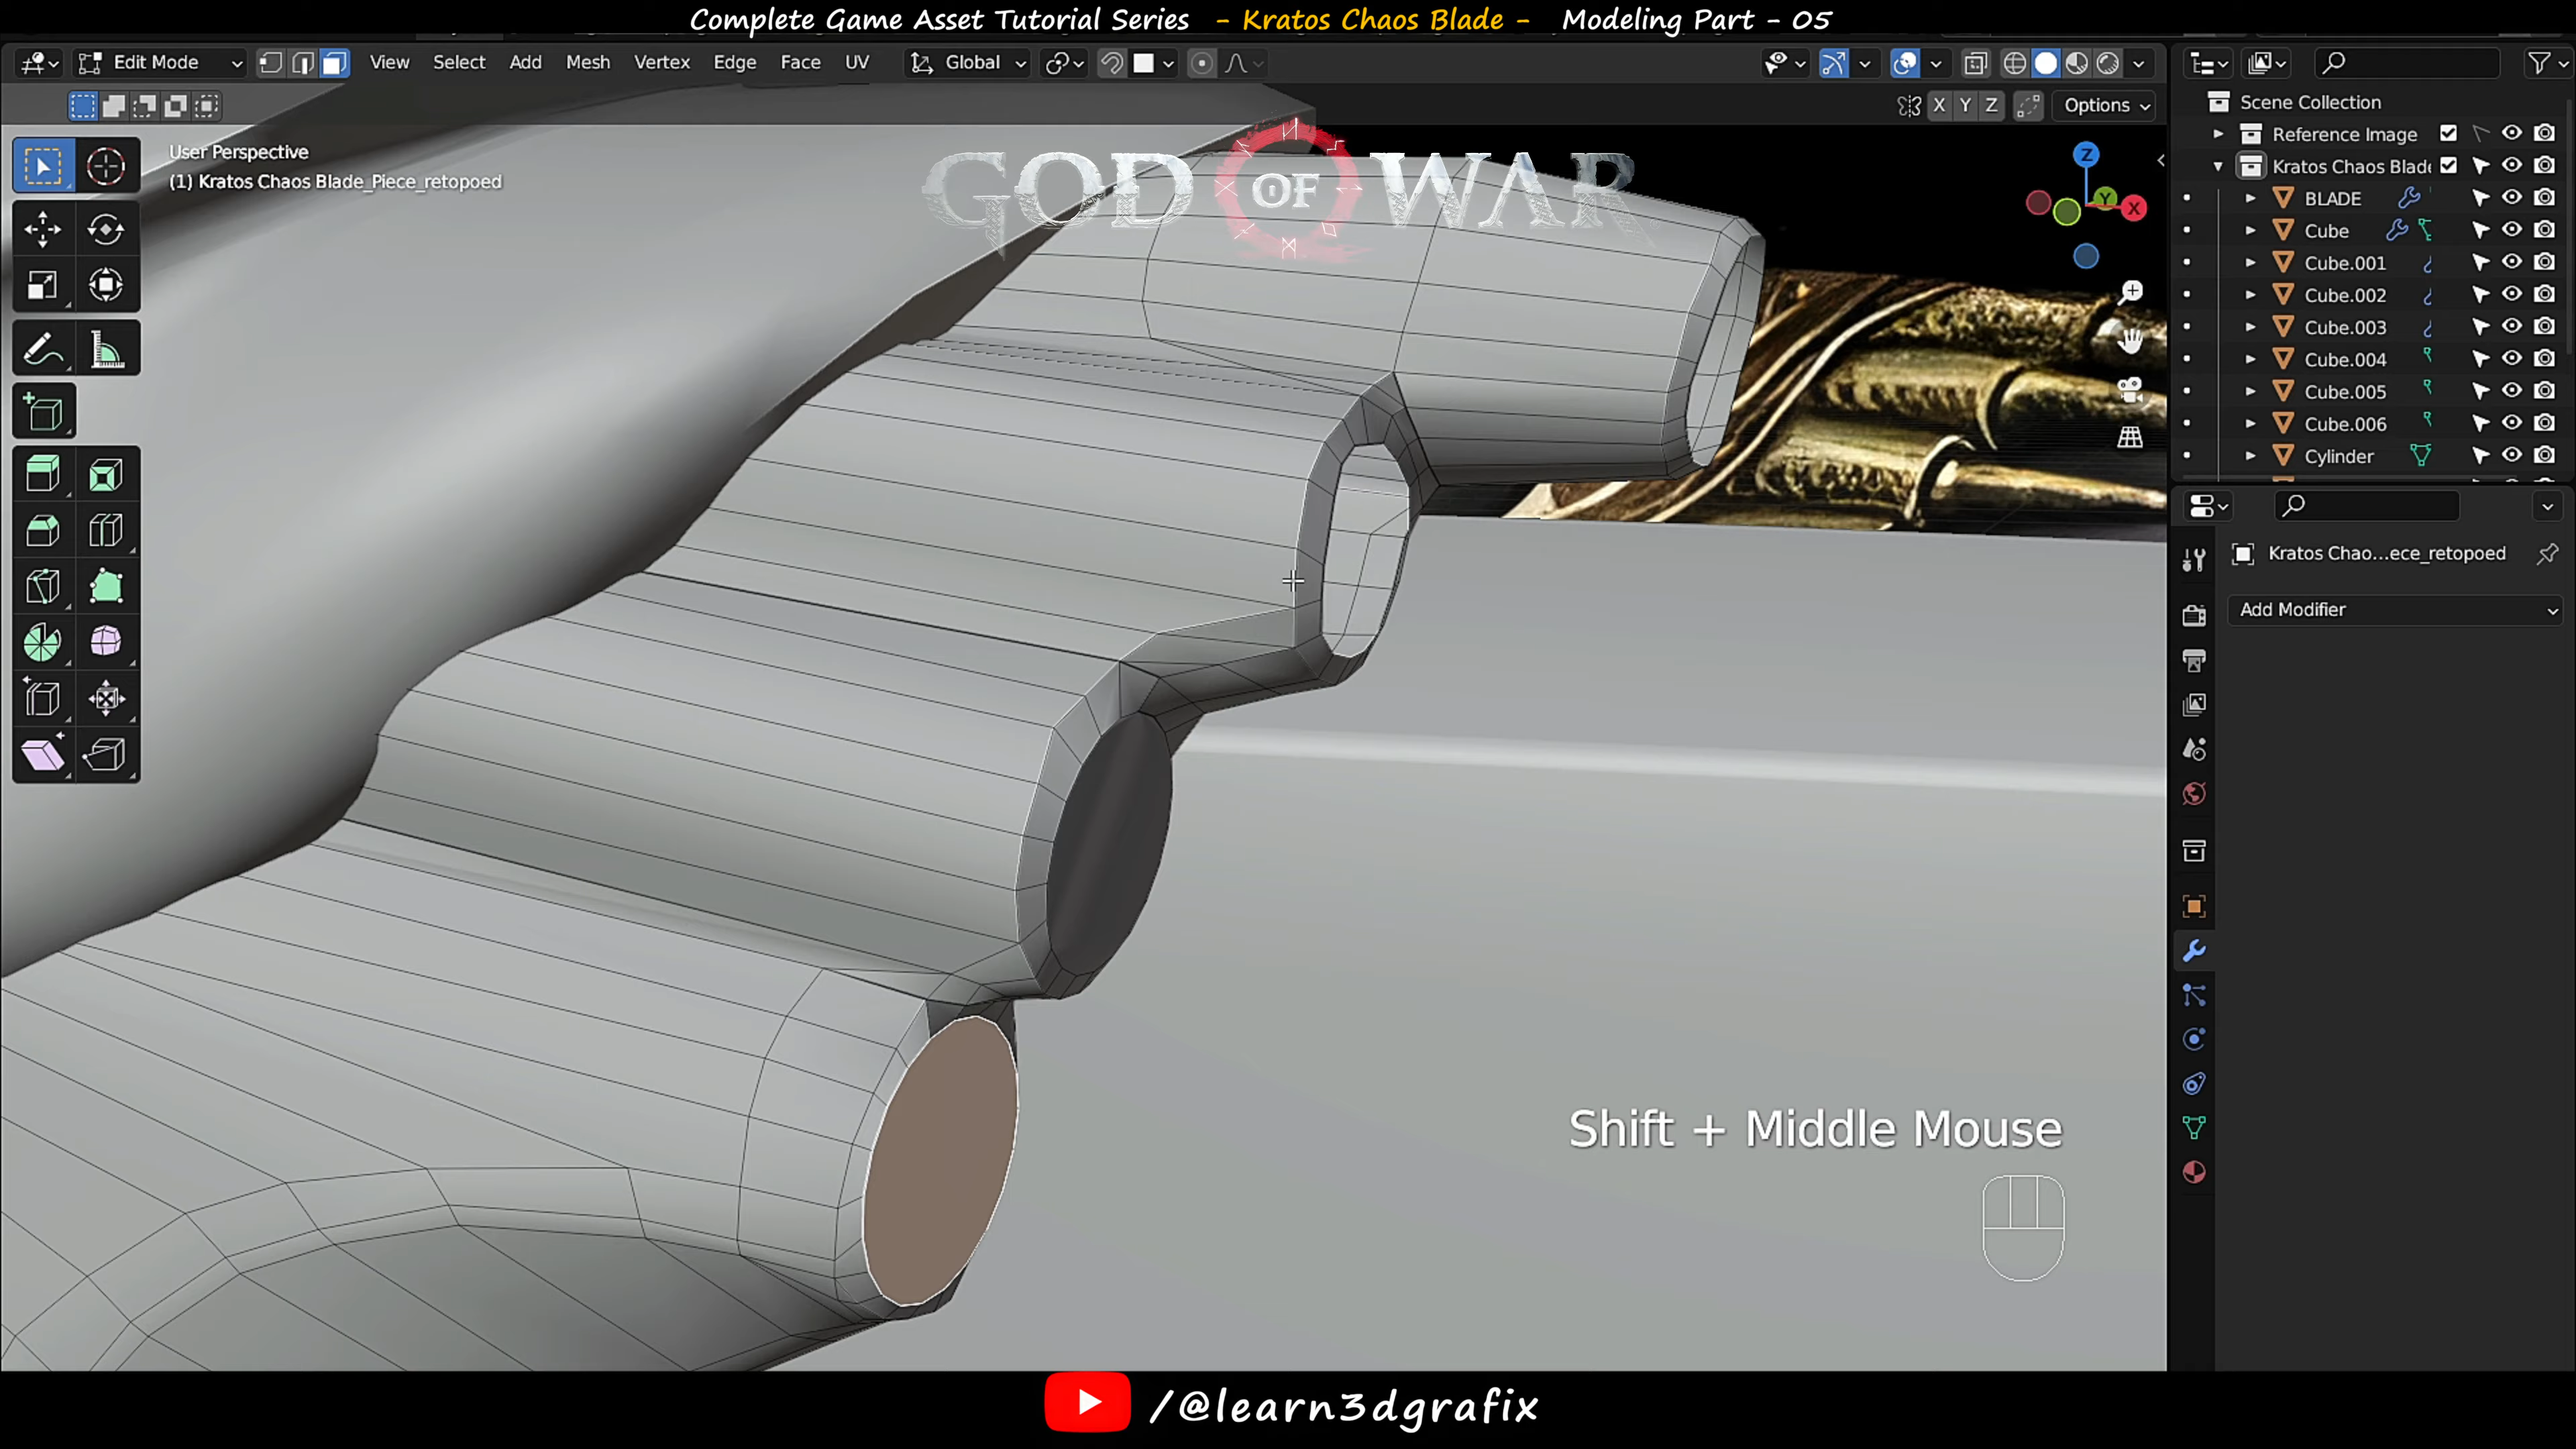 Complete Game Asset Tutorial Series - Kratos Chaos Blade - Modeling Part - 05
Edit Mode View Select Add Mesh Vertex Edge Face UV Global
X Y Z Options
User Perspective
(1) Kratos Chaos Blade_Piece_retopoed
GOD OF WAR
Z
Y
X
Scene Collection
Reference Image
Kratos Chaos Blade
BLADE
Cube
Cube.001
Cube.002
Cube.003
Cube.004
Cube.005
Cube.006
Cylinder
Kratos Chao...ece_retopoed
Add Modifier
Shift + Middle Mouse
/@learn3dgrafix